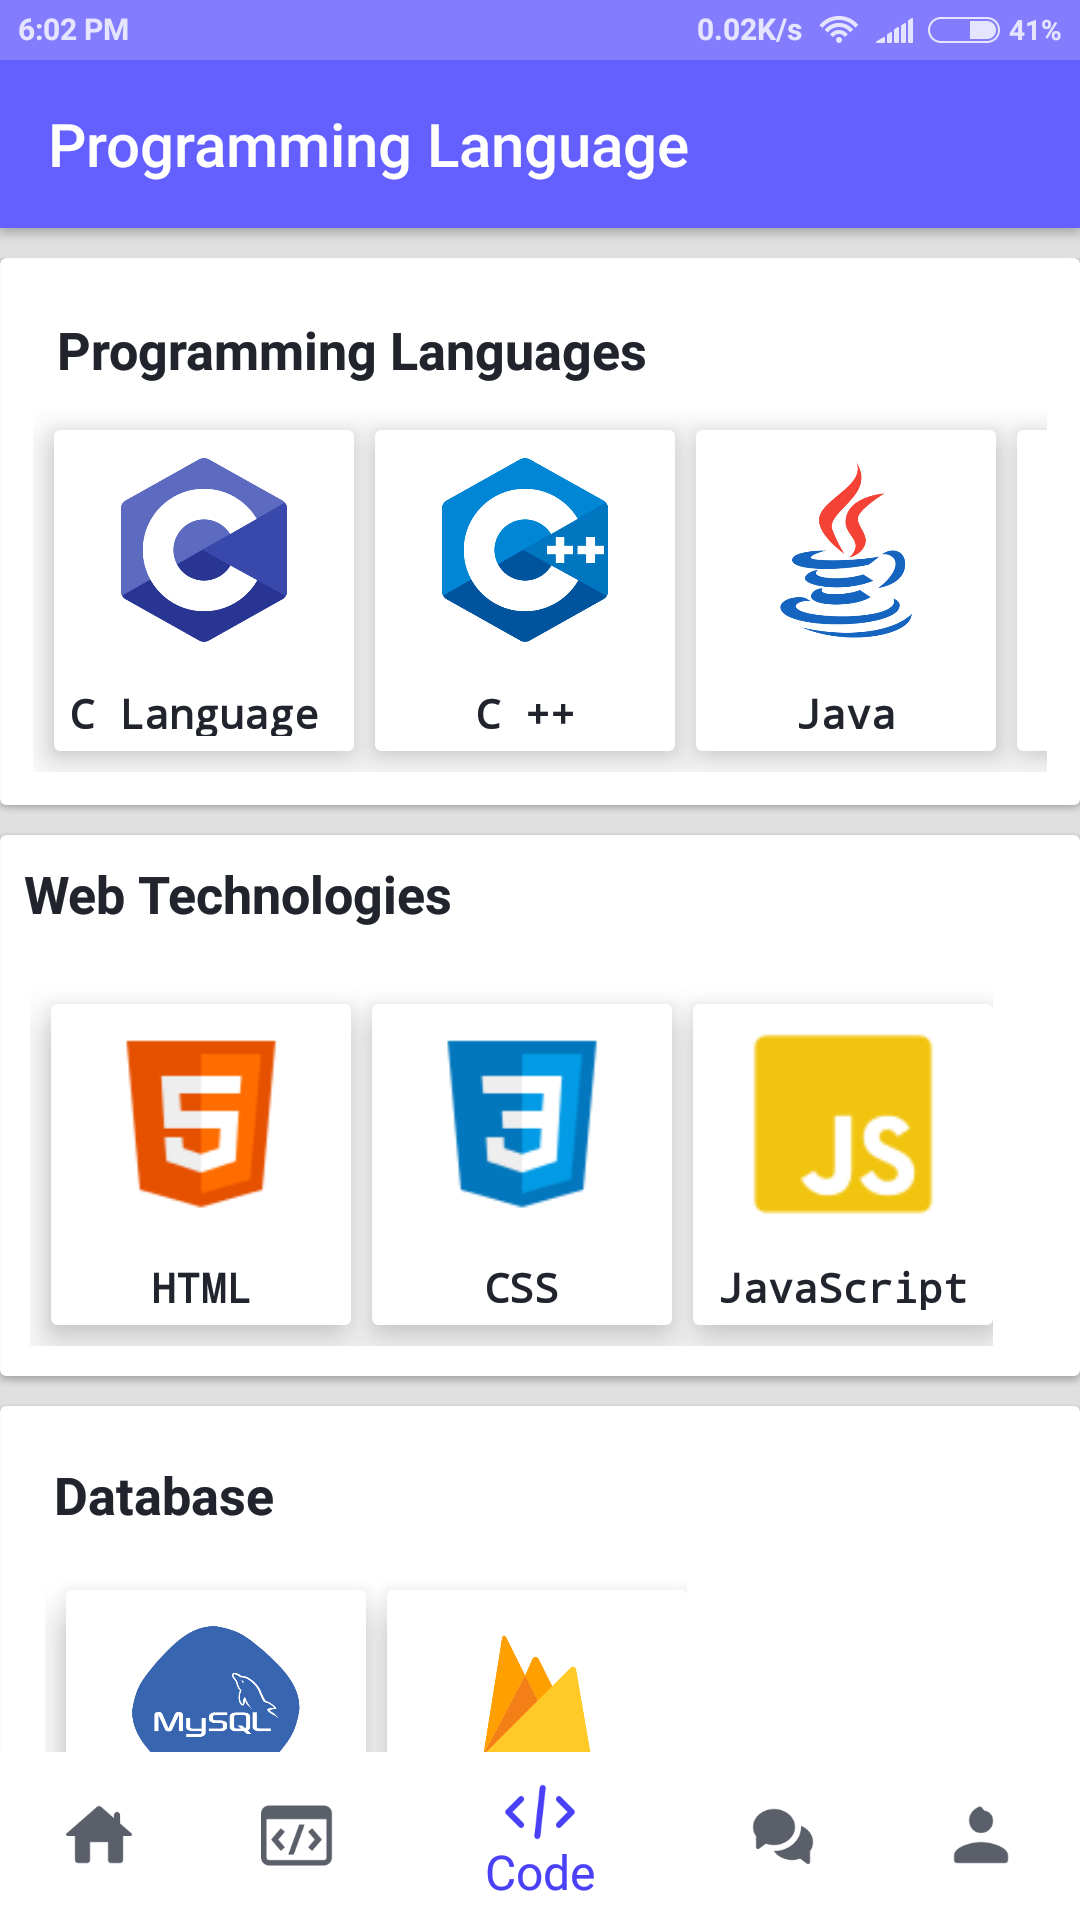 6:02 PM 0.02K/s 41%
Programming Language
Programming Languages
C Language C ++ Java
Web Technologies
5 3 JS
HTML CSS JavaScript
Database
MySQL
Code